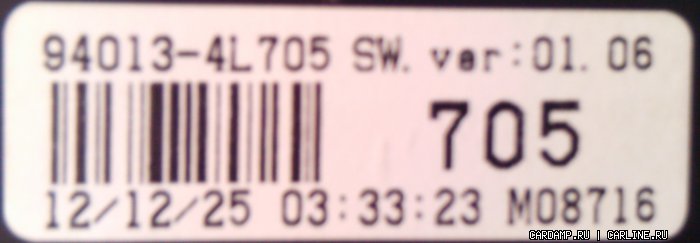 94013-4L705 SW. ver:01.06
705
12/12/25 03:33:23 M08716
CARDAMP.RU | CARLINE.RU